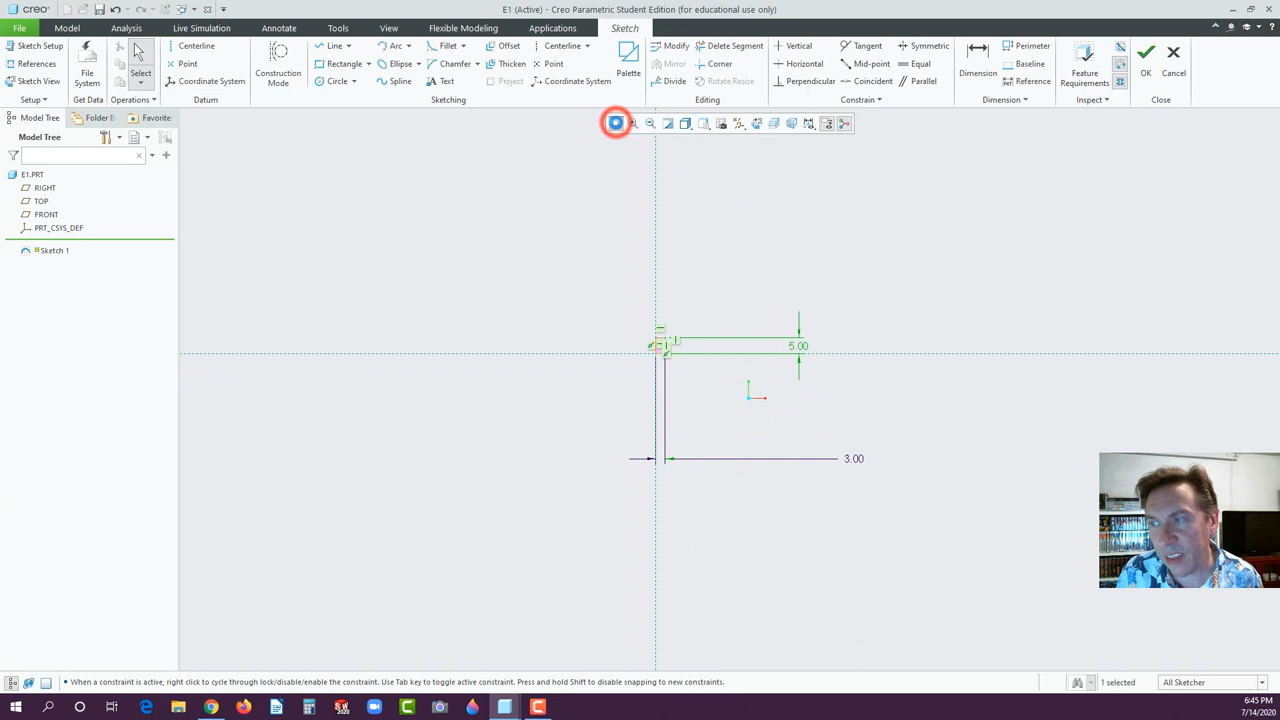 creo
E1 (Active) - Creo Parametric Student Edition (for educational use only)
File
Model
Analysis
Live Simulation
Annotate
Tools
View
Flexible Modeling
Applications
Sketch
Sketch Setup
References
Sketch View
Setup
File System
Get Data
Select
Operations
Centerline
Point
Coordinate System
Datum
Construction Mode
Line
Rectangle
Circle
Arc
Ellipse
Spline
Fillet
Chamfer
Text
Offset
Thicken
Project
Centerline
Point
Coordinate System
Sketching
Palette
Modify
Mirror
Divide
Delete Segment
Corner
Rotate Resize
Editing
Vertical
Horizontal
Perpendicular
Tangent
Mid-point
Coincident
Symmetric
Equal
Parallel
Constrain
Dimension
Perimeter
Baseline
Reference
Dimension
Feature Requirements
Inspect
OK
Cancel
Close
Model Tree
Folder B
Favorite
Model Tree
E1.PRT
RIGHT
TOP
FRONT
PRT_CSYS_DEF
Sketch 1
5.00
3.00
When a constraint is active, right click to cycle through lock/disable/enable the constraint. Use Tab key to toggle active constraint. Press and hold Shift to disable snapping to new constraints.
1 selected
All Sketcher
6:45 PM
7/14/2020